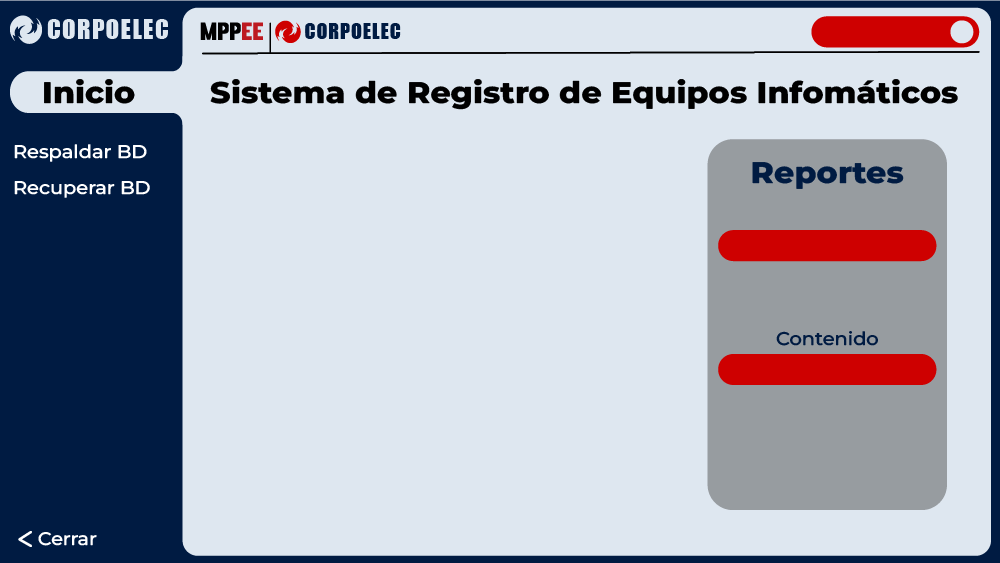 CORPOELEC
MPPEE CORPOELEC
Inicio
Sistema de Registro de Equipos Infomáticos
Respaldar BD
Recuperar BD
Reportes
Contenido
< Cerrar